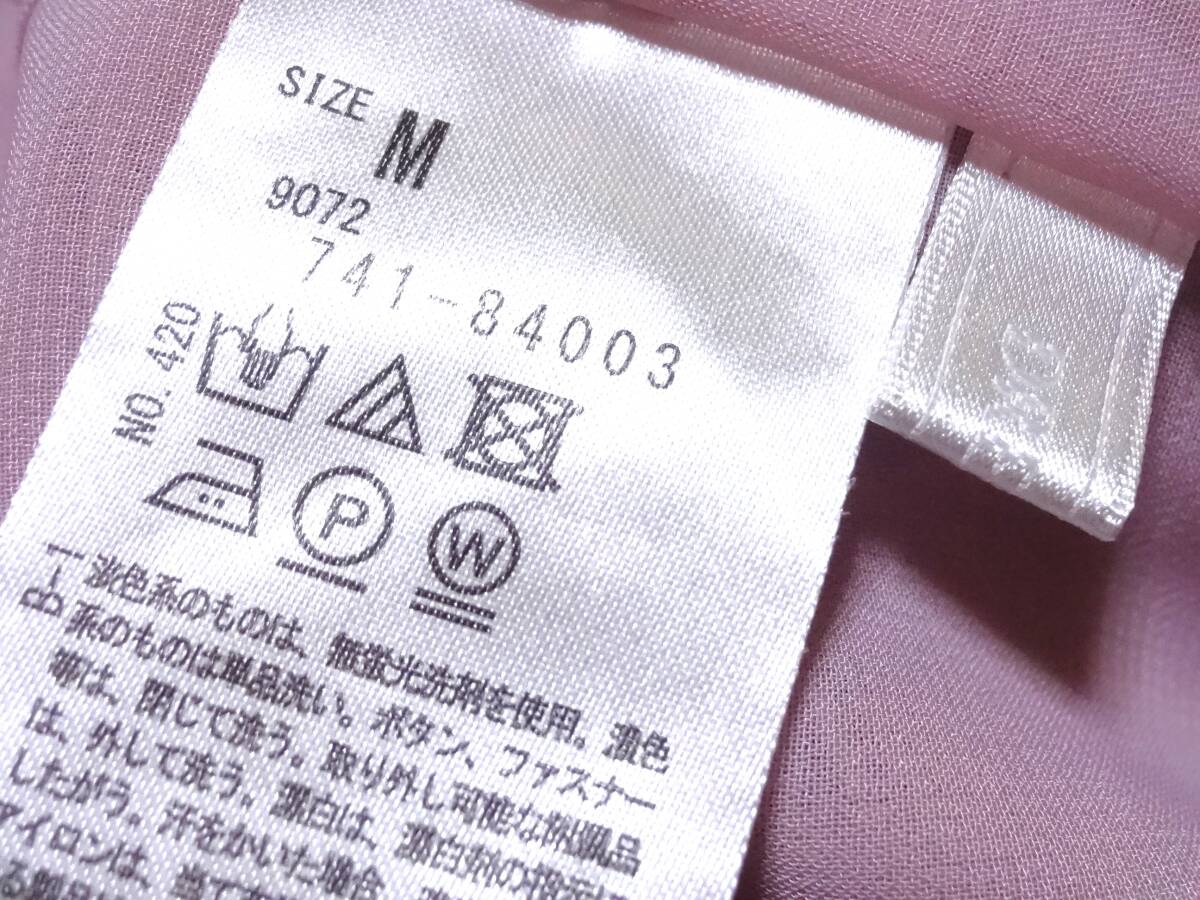 SIZE M
9072
741-84003
NO. 420
P
W
淡色系のものは、無蛍光洗剤を使用。濃色
系のものは単品洗い。ボタン、ファスナー
等は、閉じて洗う。取り外し可能な附属品
は、外して洗う。漂白は、漂白剤の指示に
したがう。汗をかいた場合
アイロンは、当て